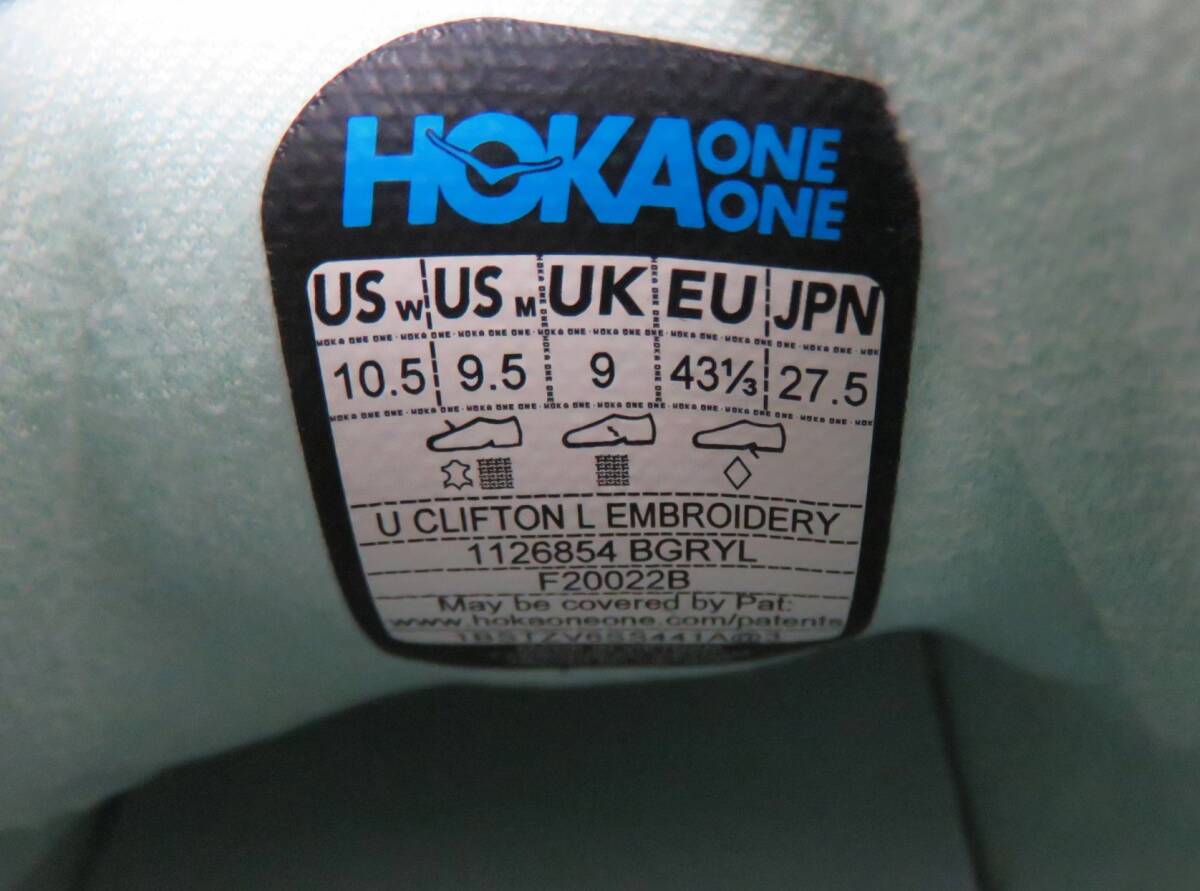 HOKA ONE ONE
US W US M UK EU JPN
10.5 9.5 9 43⅓ 27.5
U CLIFTON L EMBROIDERY
1126854 BGRYL
F20022B
May be covered by Pat:
www.hokaoneone.com/patents